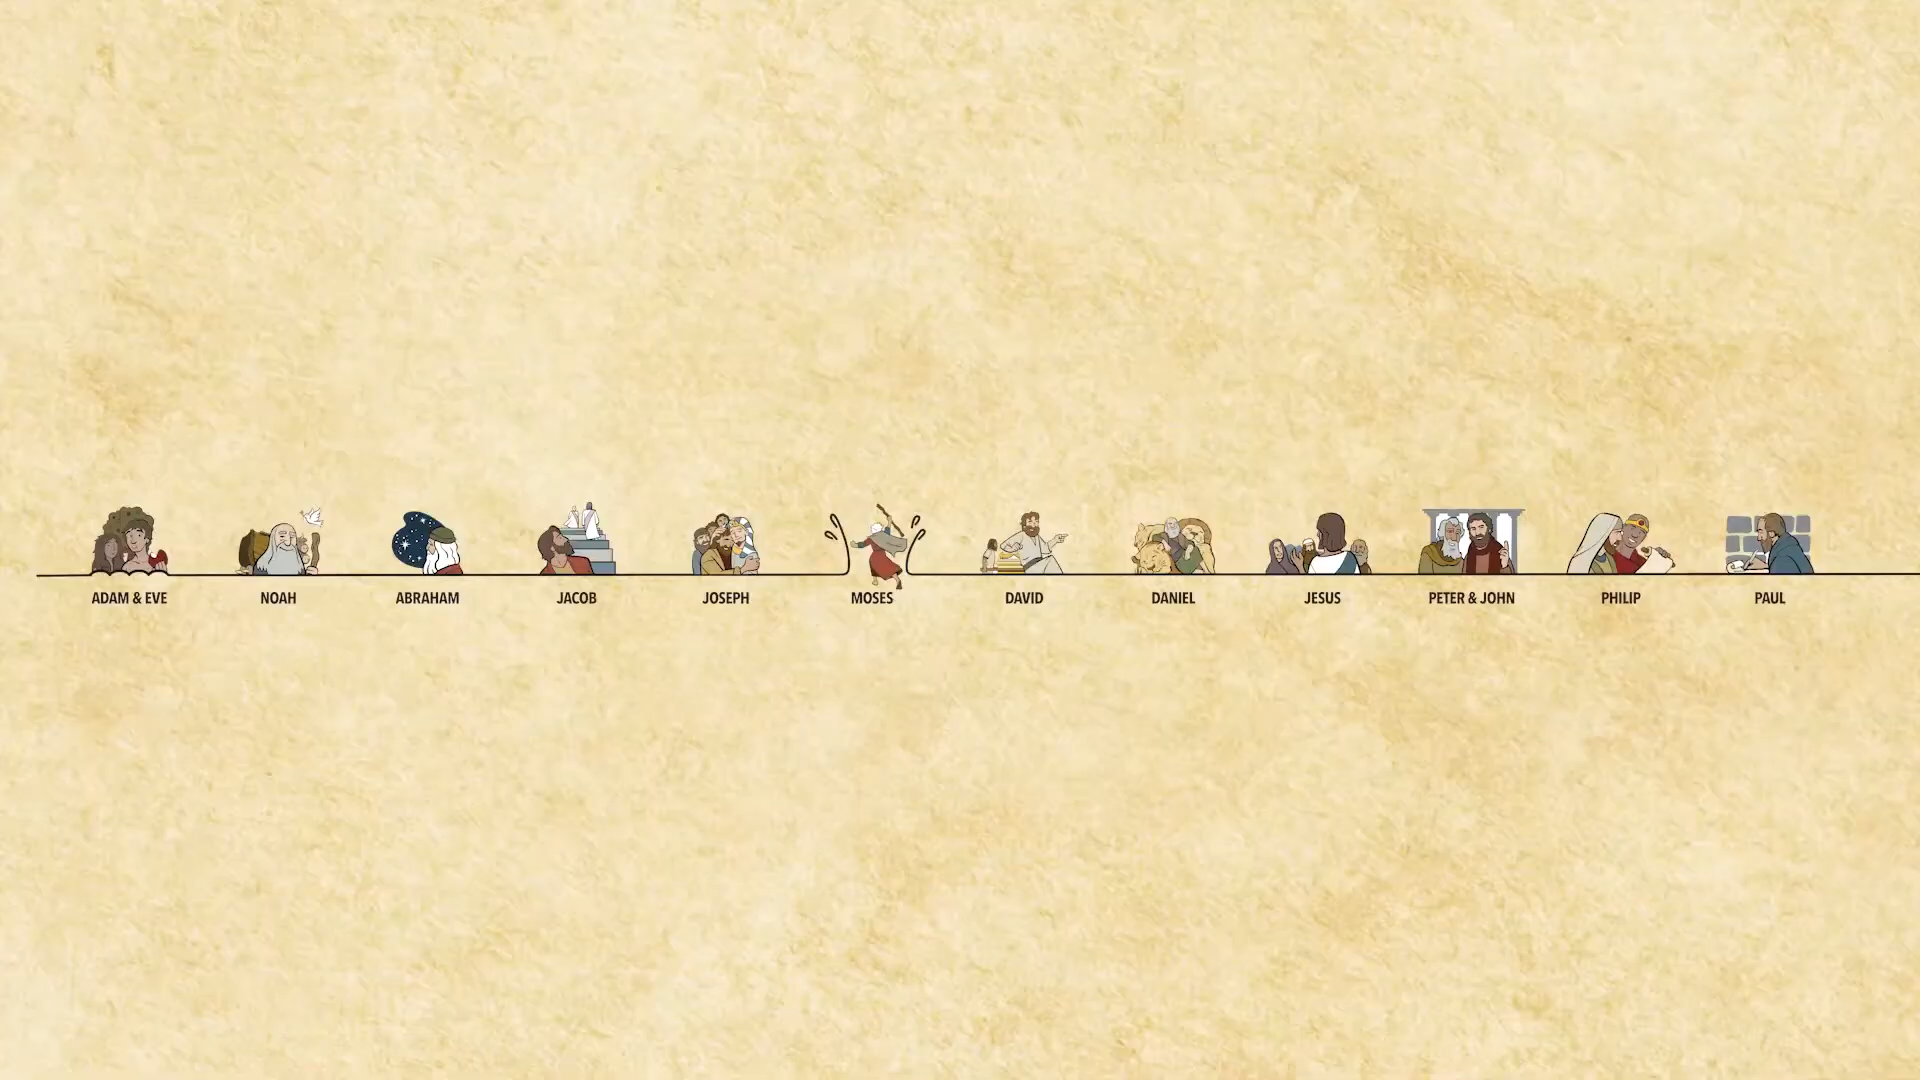 ADAM & EVE
NOAH
ABRAHAM
JACOB
JOSEPH
MOSES
DAVID
DANIEL
JESUS
PETER & JOHN
PHILIP
PAUL